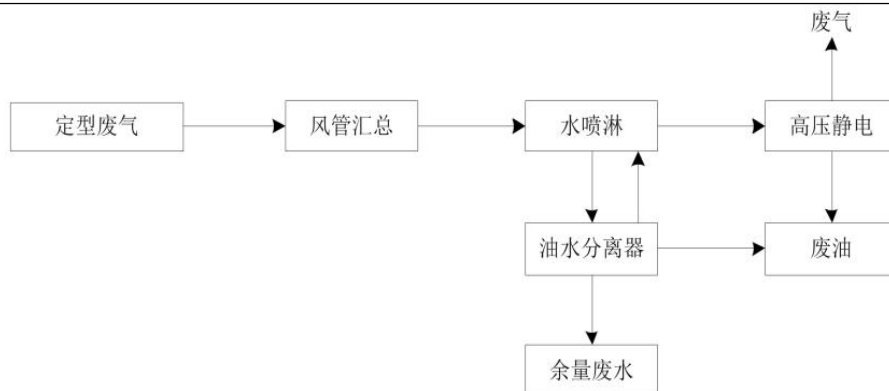 废气
定型废气
风管汇总
水喷淋
高压静电
油水分离器
废油
余量废水